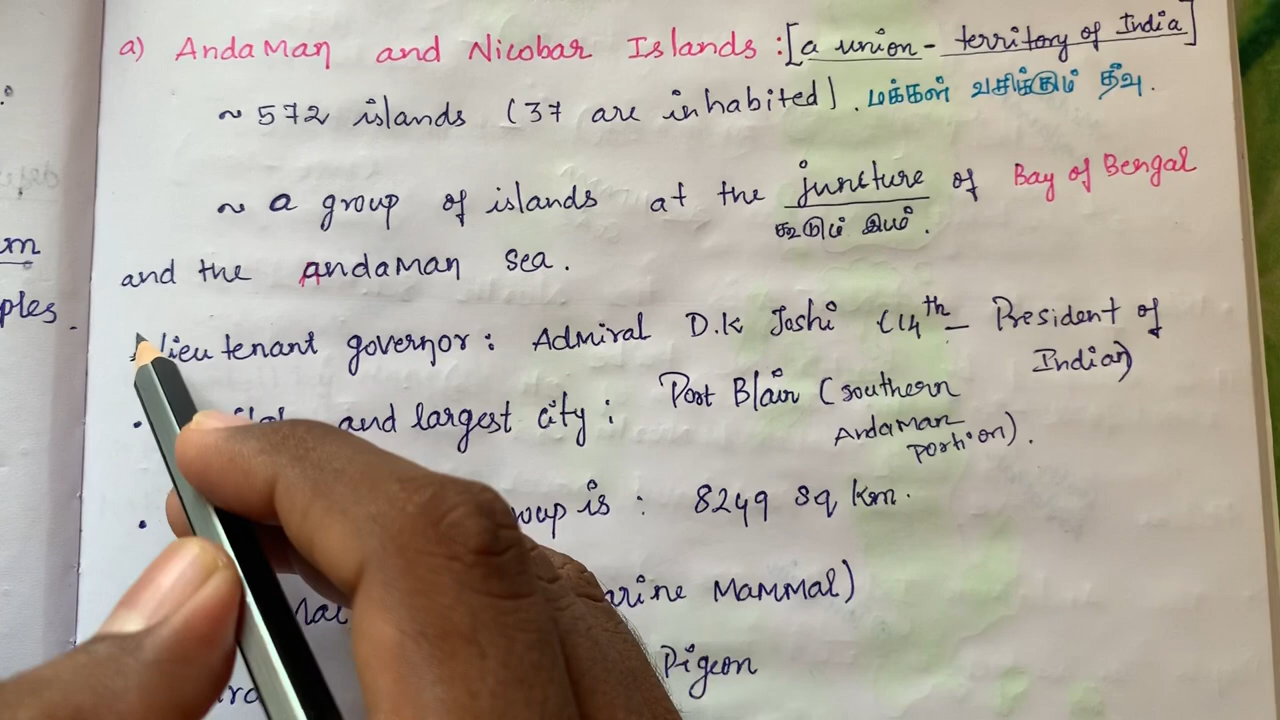 a) Andaman and Nicobar Islands : [a union - territory of India]
~ 572 islands (37 are inhabited). மக்கள் வசிக்கும் தீவு.
~ a group of islands at the juncture of Bay of Bengal
கூடும் இடம்.
and the Andaman sea.
lieutenant governor: Admiral D.K Joshi (14th - President of
Indian)
and largest city: Port Blair (southern
Andaman
portion).
is : 8249 sq km.
Mammal)
Pigeon
m
ples.